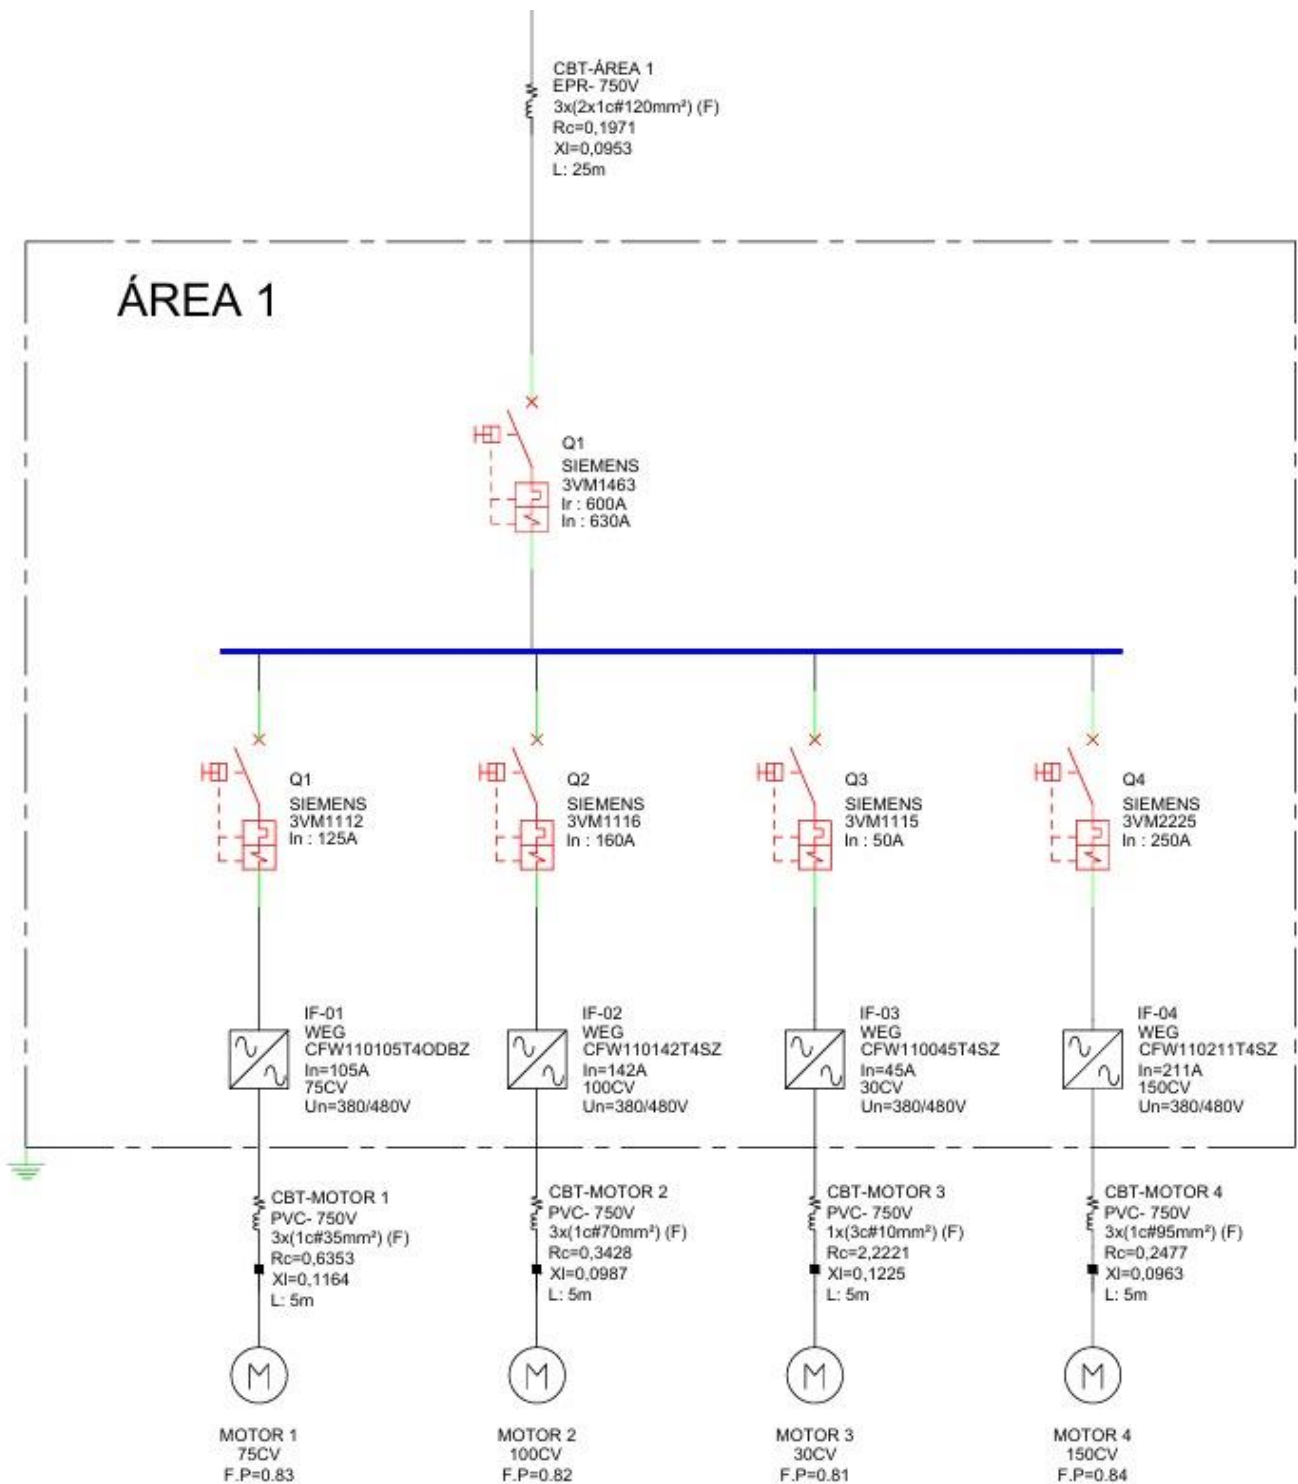 CBT-ÁREA 1
EPR- 750V
3x(2x1c#120mm²) (F)
Rc=0,1971
Xl=0,0953
L: 25m
ÁREA 1
Q1
SIEMENS
3VM1463
Ir : 600A
In : 630A
Q1
SIEMENS
3VM1112
In : 125A
Q2
SIEMENS
3VM1116
In : 160A
Q3
SIEMENS
3VM1115
In : 50A
Q4
SIEMENS
3VM2225
In : 250A
IF-01
WEG
CFW110105T4ODBZ
In=105A
75CV
Un=380/480V
IF-02
WEG
CFW110142T4SZ
In=142A
100CV
Un=380/480V
IF-03
WEG
CFW110045T4SZ
In=45A
30CV
Un=380/480V
IF-04
WEG
CFW110211T4SZ
In=211A
150CV
Un=380/480V
CBT-MOTOR 1
PVC- 750V
3x(1c#35mm²) (F)
Rc=0,6353
Xl=0,1164
L: 5m
CBT-MOTOR 2
PVC- 750V
3x(1c#70mm²) (F)
Rc=0,3428
Xl=0,0987
L: 5m
CBT-MOTOR 3
PVC- 750V
1x(3c#10mm²) (F)
Rc=2,2221
Xl=0,1225
L: 5m
CBT-MOTOR 4
PVC- 750V
3x(1c#95mm²) (F)
Rc=0,2477
Xl=0,0963
L: 5m
M
M
M
M
MOTOR 1
75CV
F.P=0.83
MOTOR 2
100CV
F.P=0.82
MOTOR 3
30CV
F.P=0.81
MOTOR 4
150CV
F.P=0.84